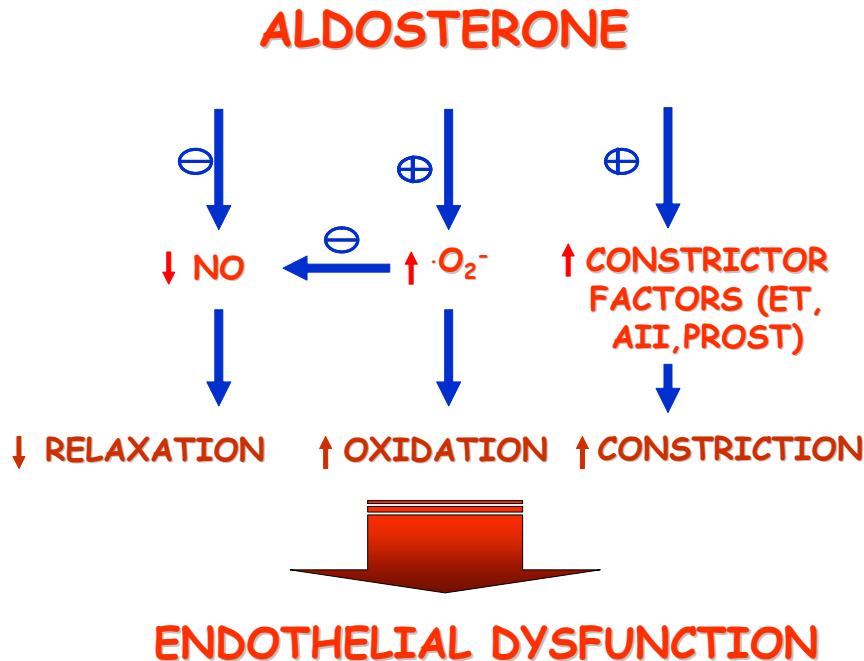 ALDOSTERONE
↓ NO
↑ ·O₂⁻
↑ CONSTRICTOR
FACTORS (ET,
AII,PROST)
↓ RELAXATION
↑ OXIDATION
↑ CONSTRICTION
ENDOTHELIAL DYSFUNCTION